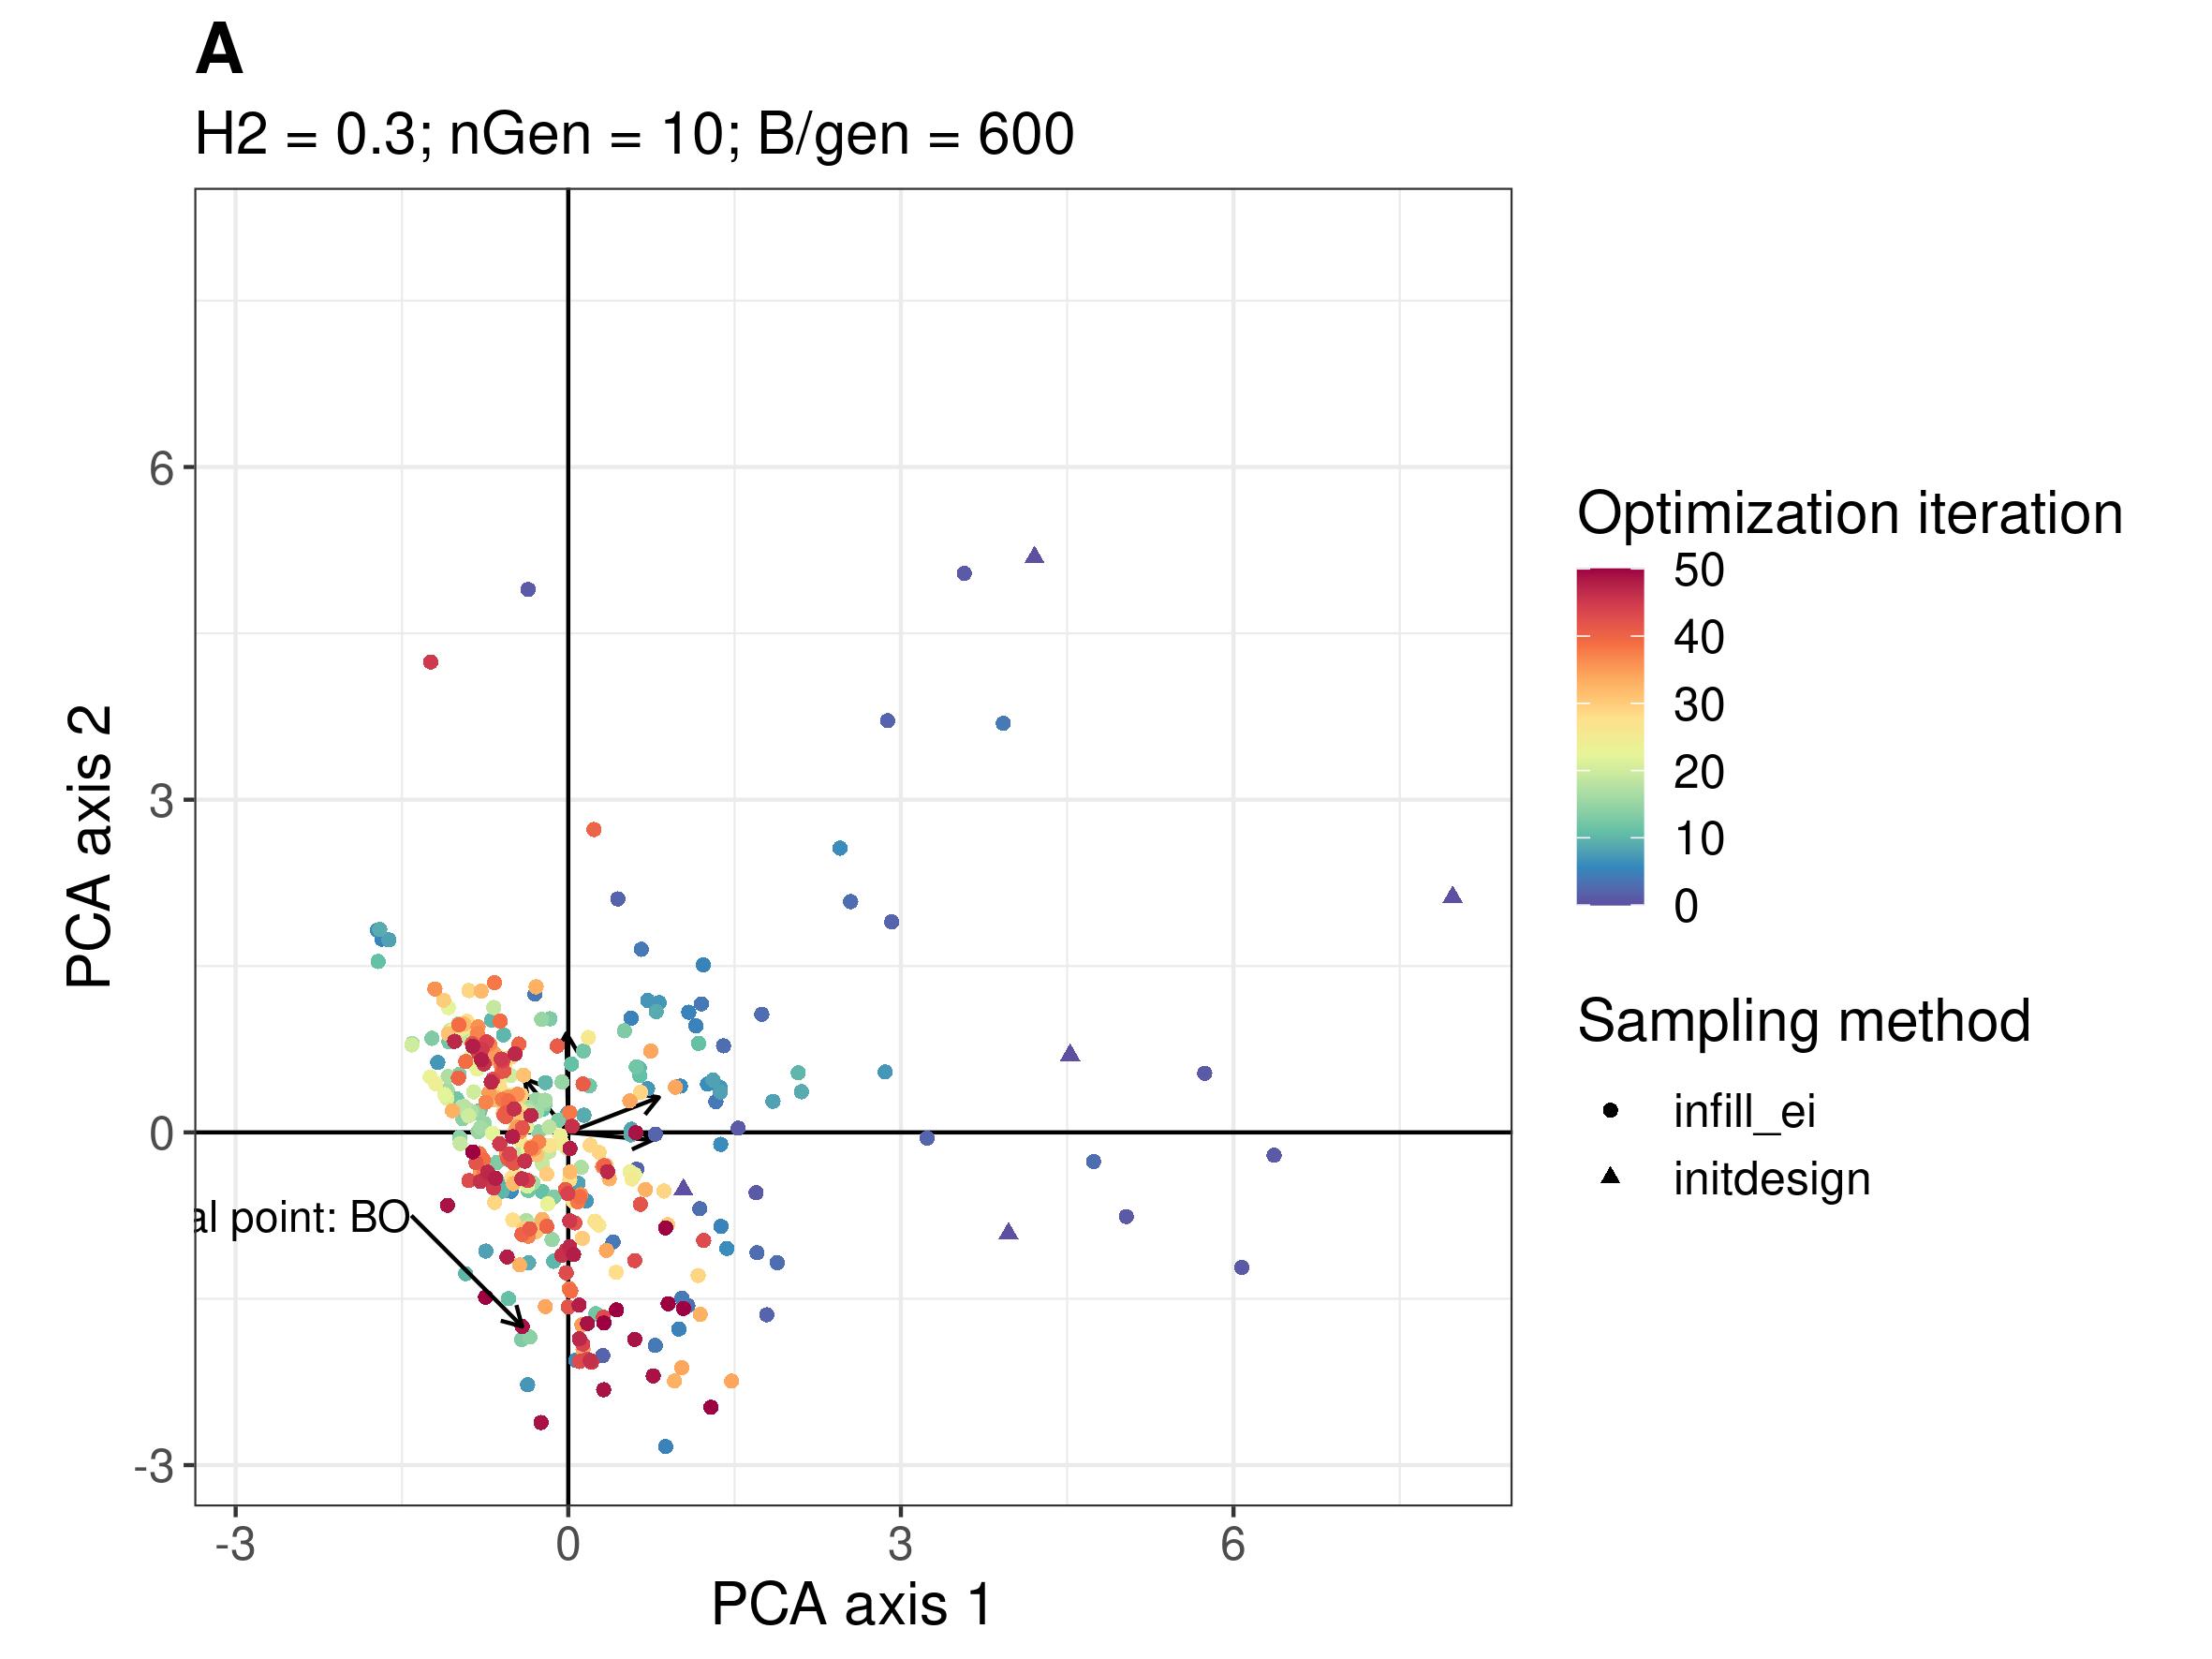 A
H2 = 0.3; nGen = 10; B/gen = 600
PCA axis 2
6
3
0
-3
point: BO
-3
0
3
6
PCA axis 1
Optimization iteration
50
40
30
20
10
0
Sampling method
infill_ei
initdesign